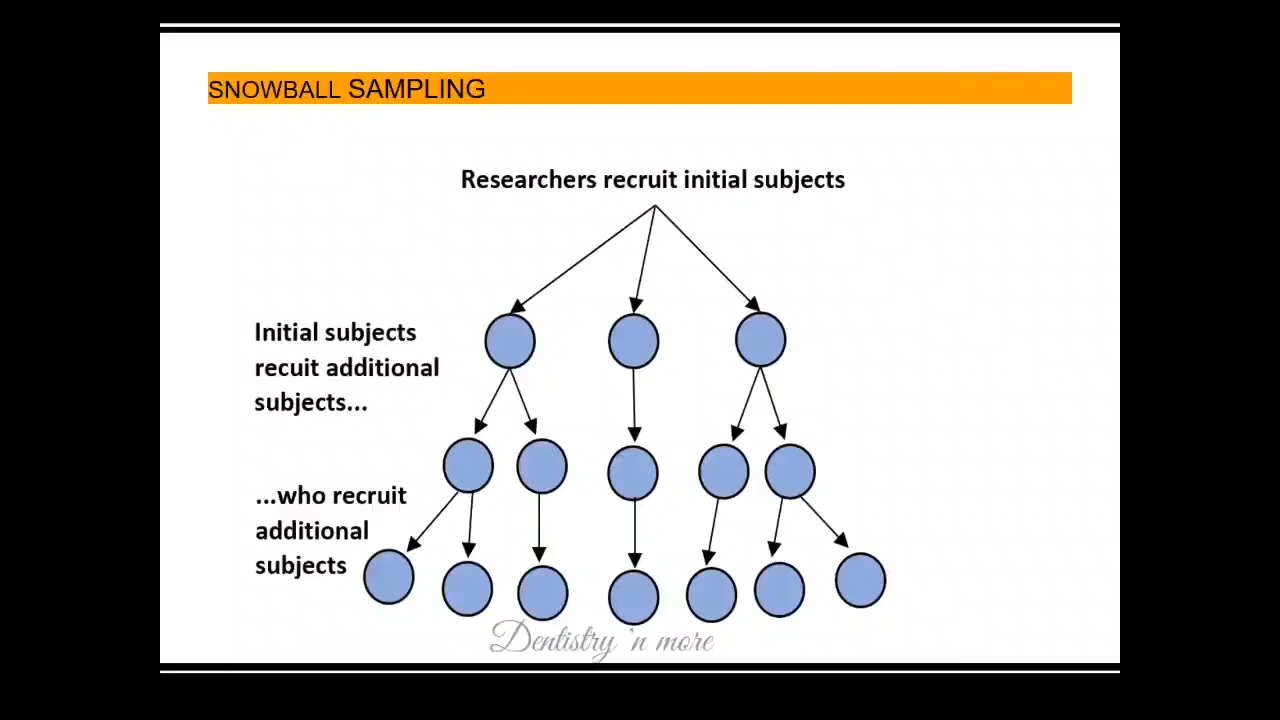 SNOWBALL SAMPLING
Researchers recruit initial subjects
Initial subjects
recuit additional
subjects...
...who recruit
additional
subjects
Dentistry 'n more